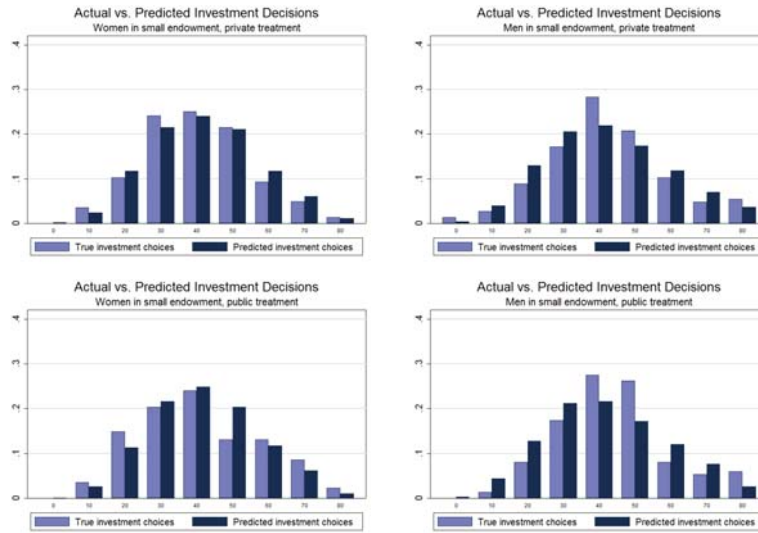 Actual vs. Predicted Investment Decisions
Women in small endowment, private treatment
.4
.3
.2
.1
0
0 10 20 30 40 50 60 70 80
True investment choices Predicted investment choices
Actual vs. Predicted Investment Decisions
Men in small endowment, private treatment
.4
.3
.2
.1
0
0 10 20 30 40 50 60 70 80
True investment choices Predicted investment choices
Actual vs. Predicted Investment Decisions
Women in small endowment, public treatment
.4
.3
.2
.1
0
0 10 20 30 40 50 60 70 80
True investment choices Predicted investment choices
Actual vs. Predicted Investment Decisions
Men in small endowment, public treatment
.4
.3
.2
.1
0
0 10 20 30 40 50 60 70 80
True investment choices Predicted investment choices